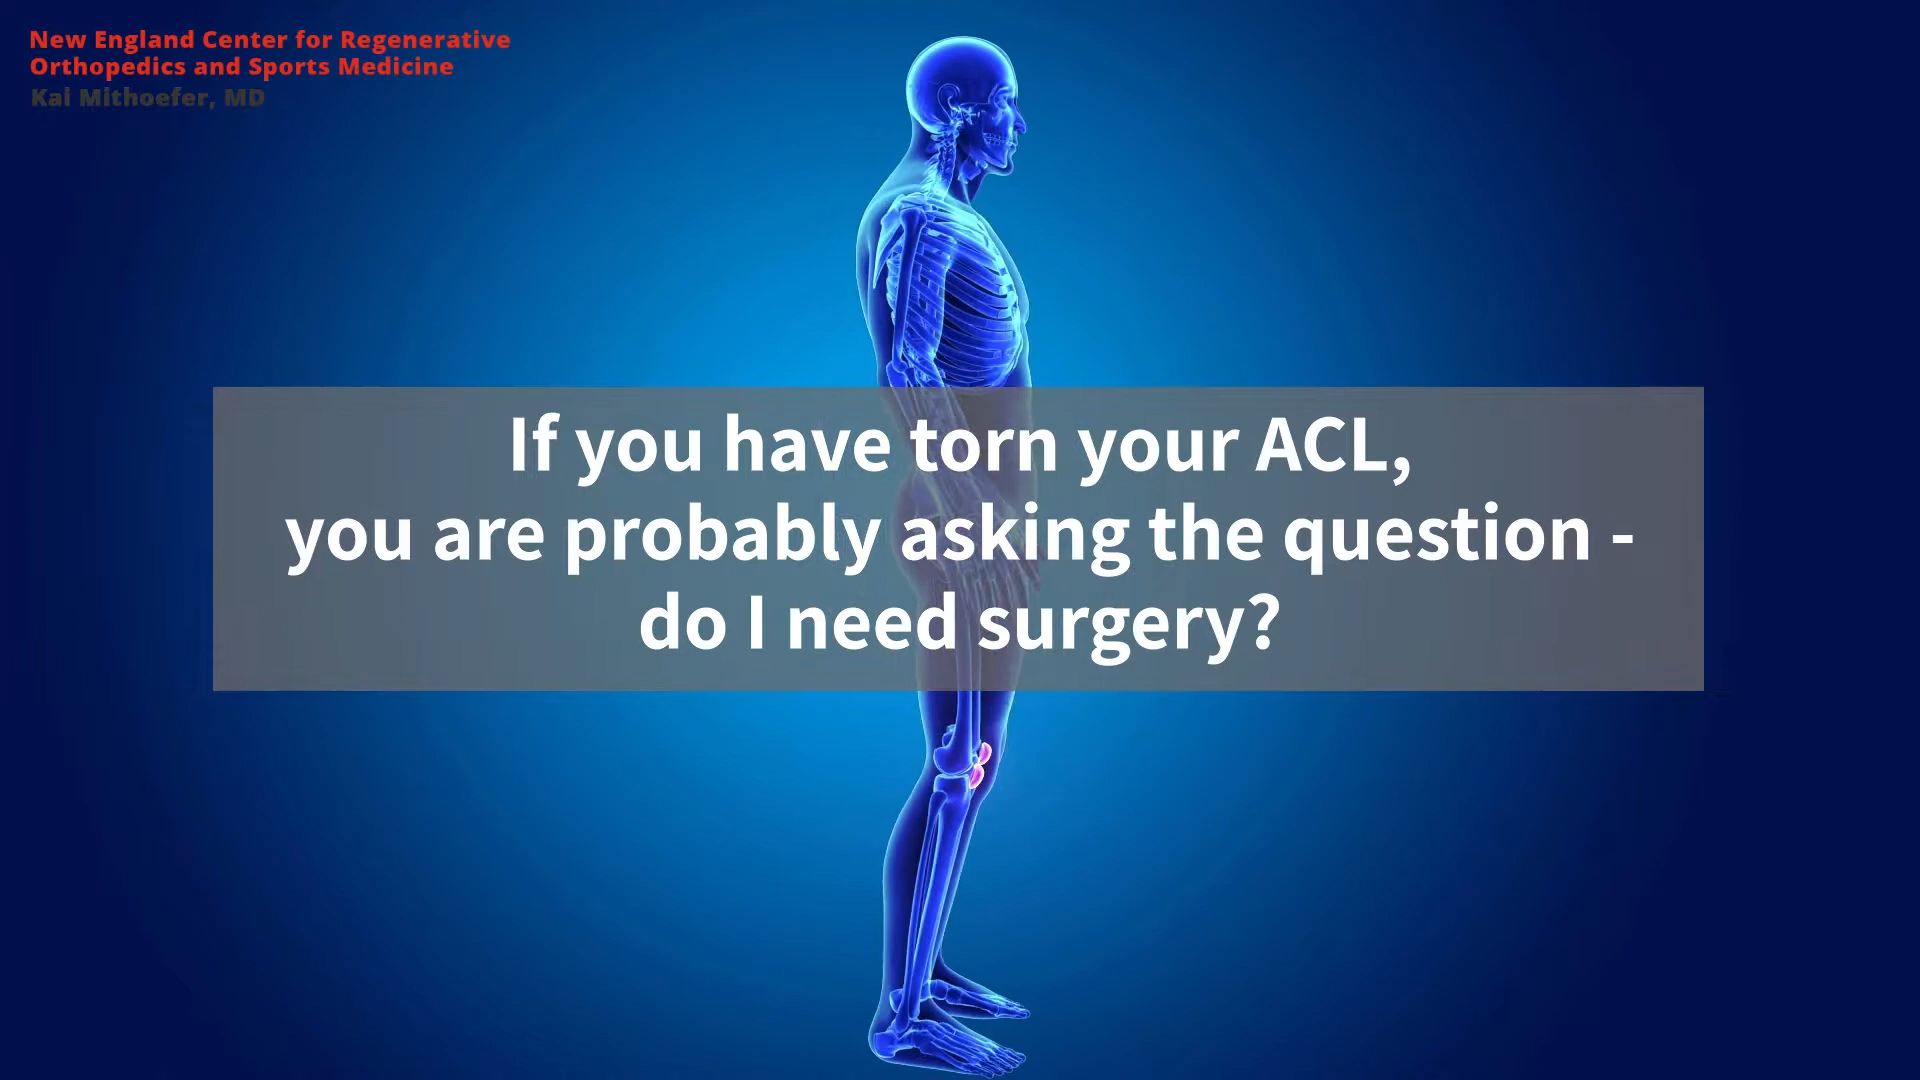 New England Center for Regenerative
Orthopedics and Sports Medicine
Kai Mithoefer, MD
If you have torn your ACL,
you are probably asking the question -
do I need surgery?